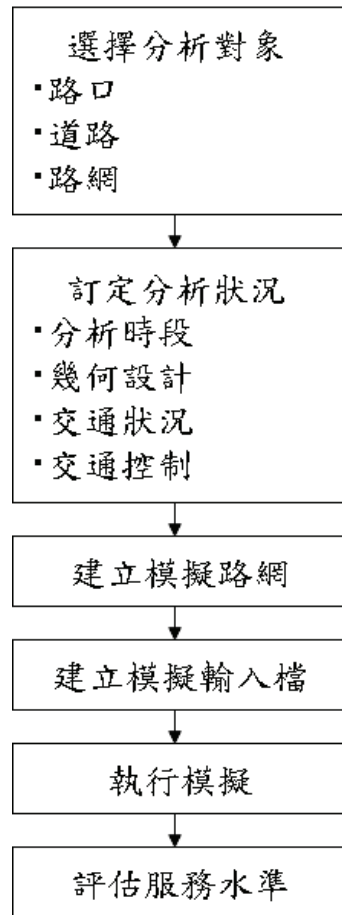 選擇分析對象
▪路口
▪道路
▪路網
訂定分析狀況
▪分析時段
▪幾何設計
▪交通狀況
▪交通控制
建立模擬路網
建立模擬輸入檔
執行模擬
評估服務水準